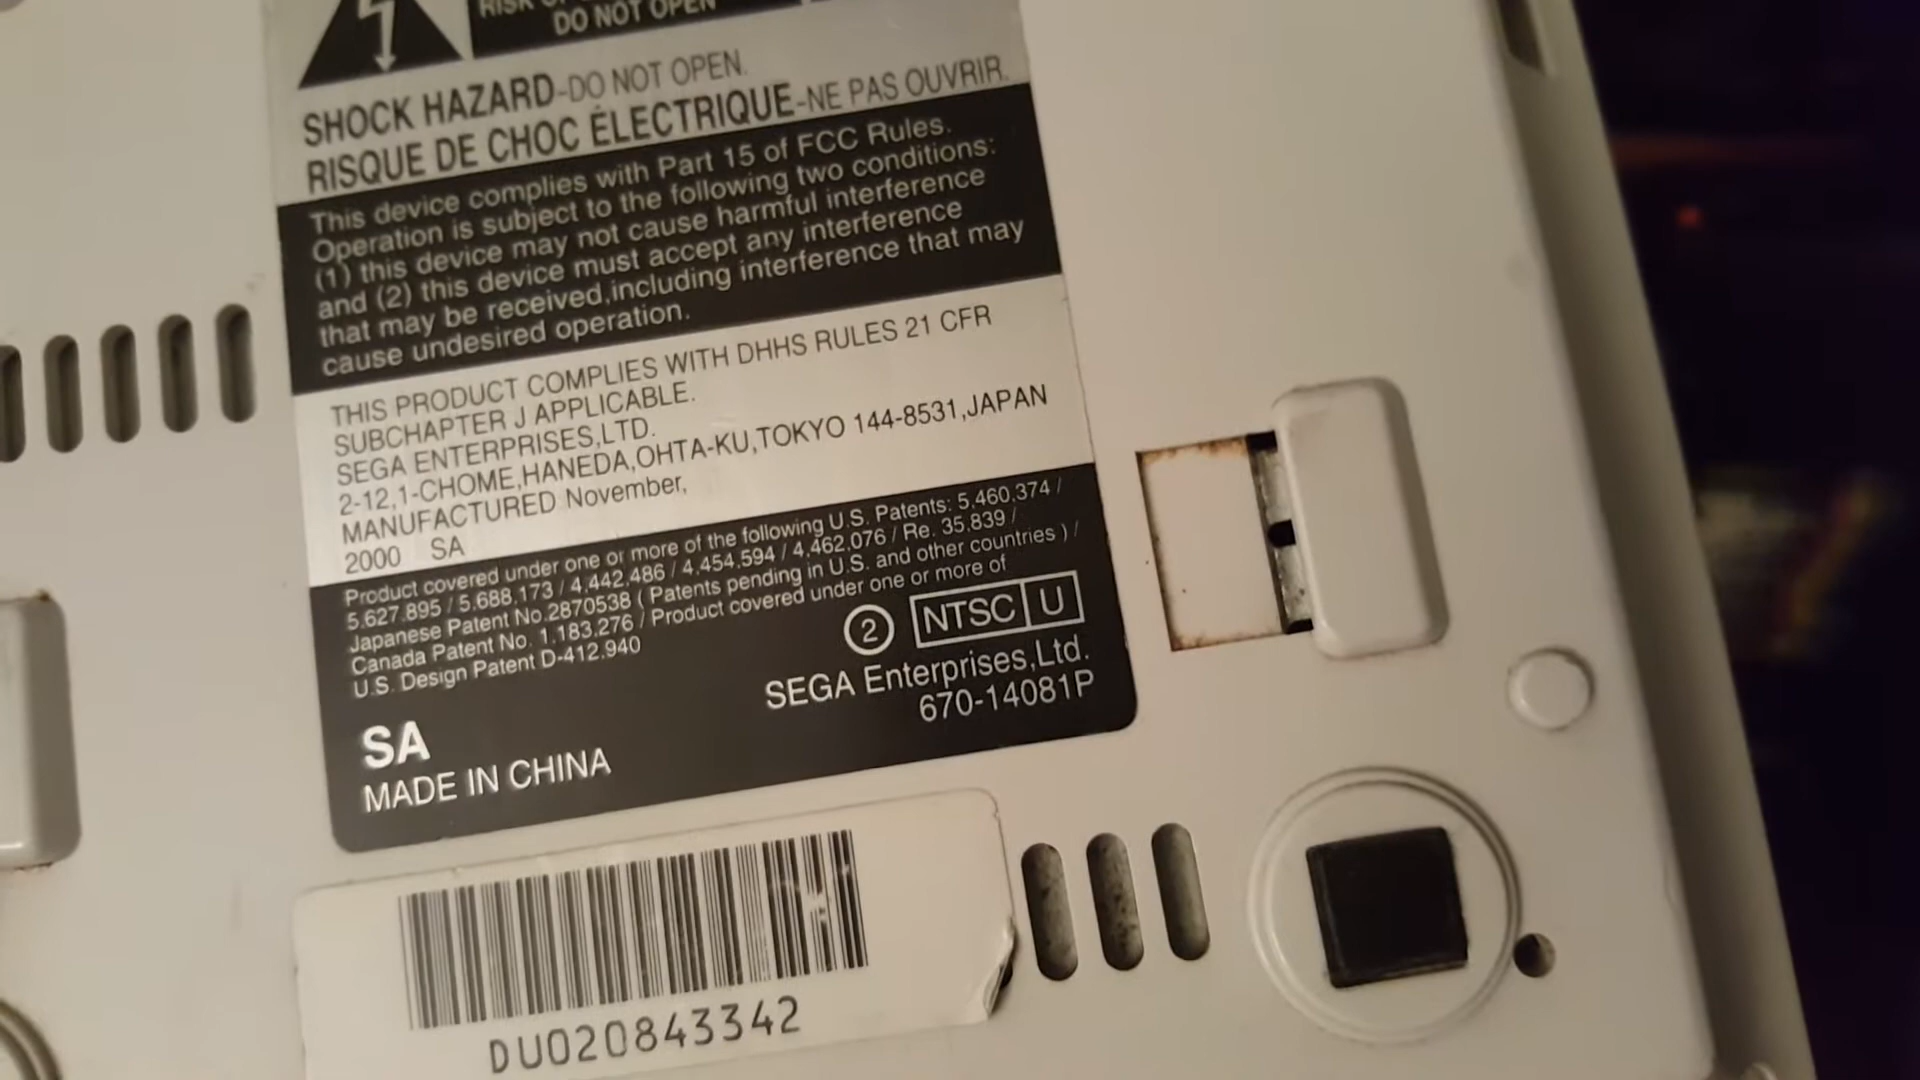 DO NOT OPEN
SHOCK HAZARD-DO NOT OPEN.
RISQUE DE CHOC ÉLECTRIQUE-NE PAS OUVRIR.
This device complies with Part 15 of FCC Rules.
Operation is subject to the following two conditions:
(1) this device may not cause harmful interference
and (2) this device must accept any interference
that may be received,including interference that may
cause undesired operation.
THIS PRODUCT COMPLIES WITH DHHS RULES 21 CFR
SUBCHAPTER J APPLICABLE.
SEGA ENTERPRISES,LTD.
2-12,1-CHOME,HANEDA,OHTA-KU,TOKYO 144-8531,JAPAN
MANUFACTURED November,
2000 SA
Product covered under one or more of the following U.S. Patents: 5.460.374 /
5.627.895 / 5.688.173 / 4.442.486 / 4.454.594 / 4.462.076 / Re. 35.839 /
Japanese Patent No.2870538 ( Patents pending in U.S. and other countries ) /
Canada Patent No. 1.183.276 / Product covered under one or more of
U.S. Design Patent D-412.940
2 NTSC U
SEGA Enterprises,Ltd.
670-14081P
SA
MADE IN CHINA
DU020843342